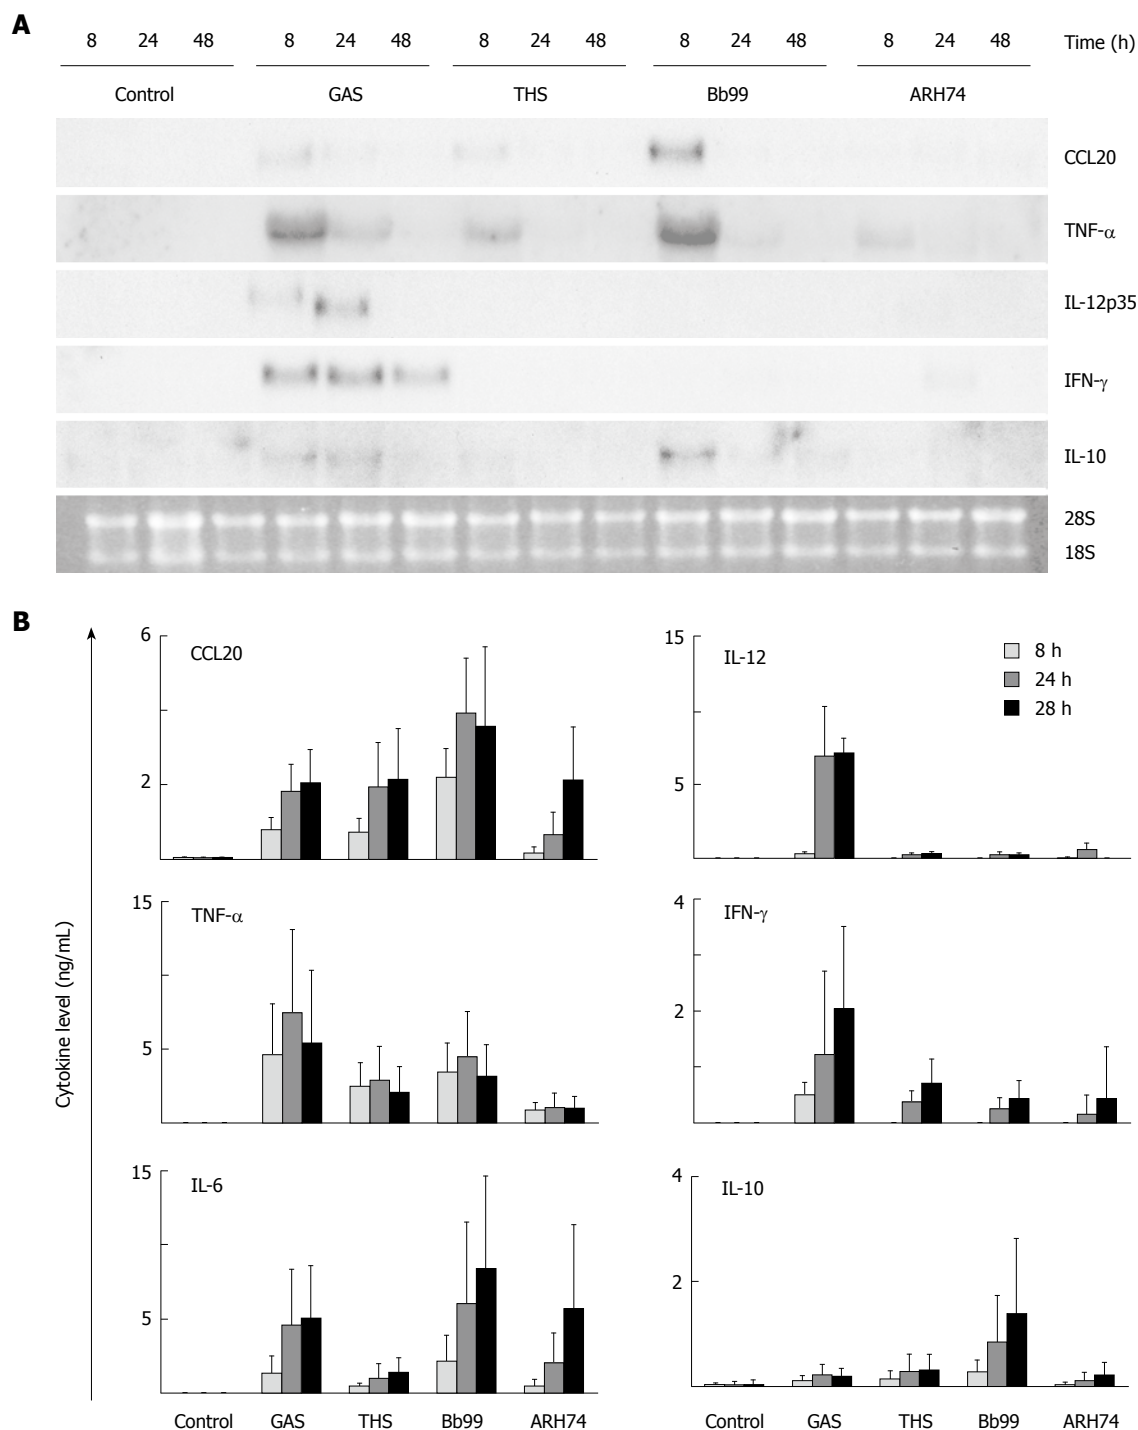 A
8 24 48 8 24 48 8 24 48 8 24 48 8 24 48 Time (h)
Control GAS THS Bb99 ARH74
CCL20
TNF-α
IL-12p35
IFN-γ
IL-10
28S
18S
B
Cytokine level (ng/mL)
6
CCL20
2
15
IL-12
5
8 h
24 h
28 h
15
TNF-α
5
4
IFN-γ
2
15
IL-6
5
Control GAS THS Bb99 ARH74
4
IL-10
2
Control GAS THS Bb99 ARH74